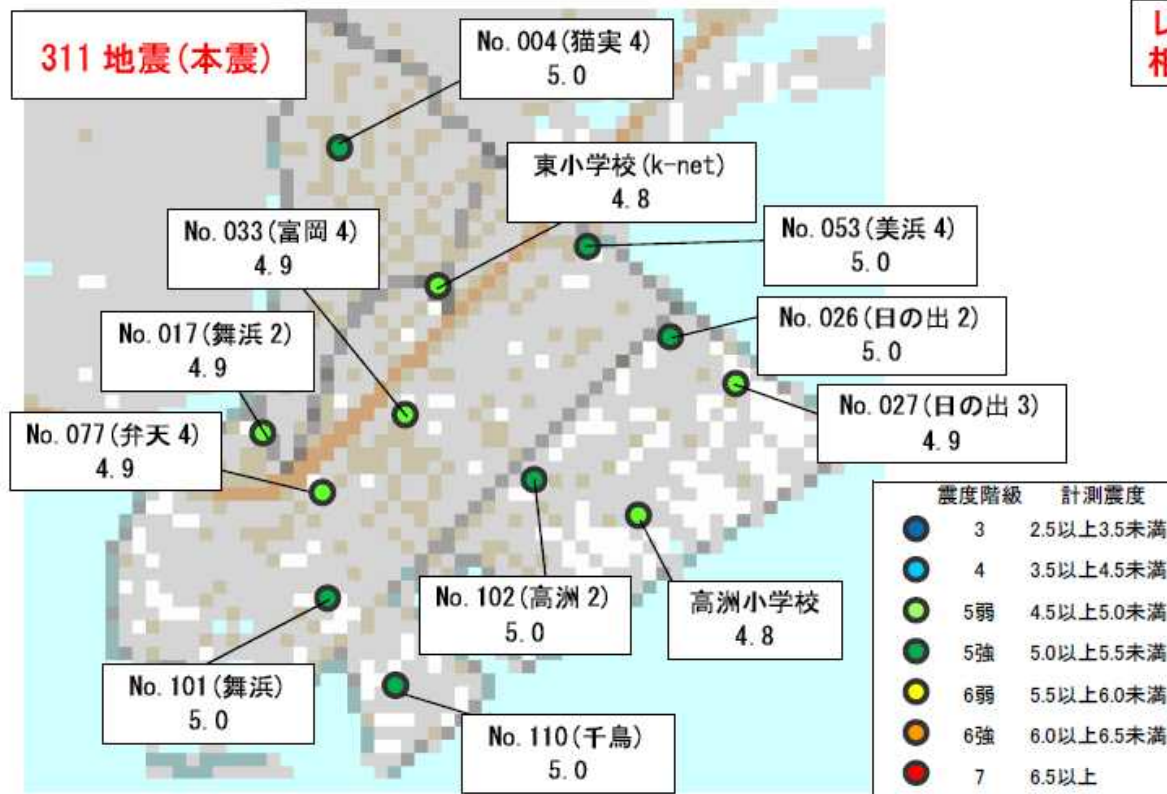 311 地震(本震)
No.004(猫実 4)
5.0
東小学校(k-net)
4.8
No.033(富岡 4)
4.9
No.053(美浜 4)
5.0
No.017(舞浜 2)
4.9
No.026(日の出 2)
5.0
No.077(弁天 4)
4.9
No.027(日の出 3)
4.9
No.102(高洲 2)
5.0
高洲小学校
4.8
No.101(舞浜)
5.0
No.110(千鳥)
5.0
震度階級 計測震度
3 2.5以上3.5未満
4 3.5以上4.5未満
5弱 4.5以上5.0未満
5強 5.0以上5.5未満
6弱 5.5以上6.0未満
6強 6.0以上6.5未満
7 6.5以上